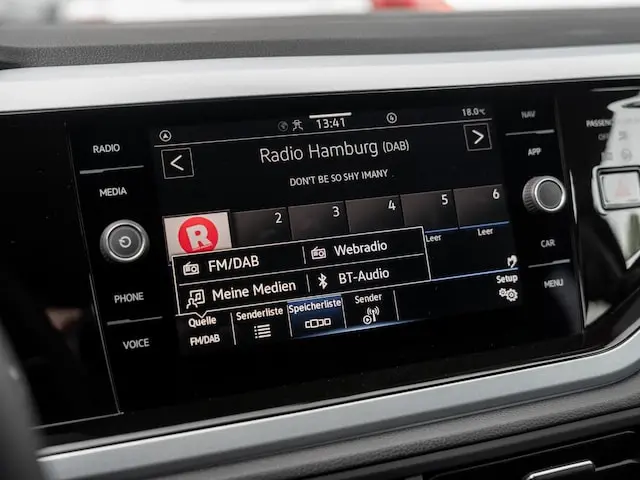 18.0°C
13:41
Radio Hamburg (DAB)
DON'T BE SO SHY IMANY
RADIO
MEDIA
PHONE
VOICE
NAV
APP
CAR
MENU
R
2
3
4
5
6
Leer
Leer
FM/DAB
Webradio
Meine Medien
BT-Audio
Quelle
FM/DAB
Senderliste
Speicherliste
Sender
Setup